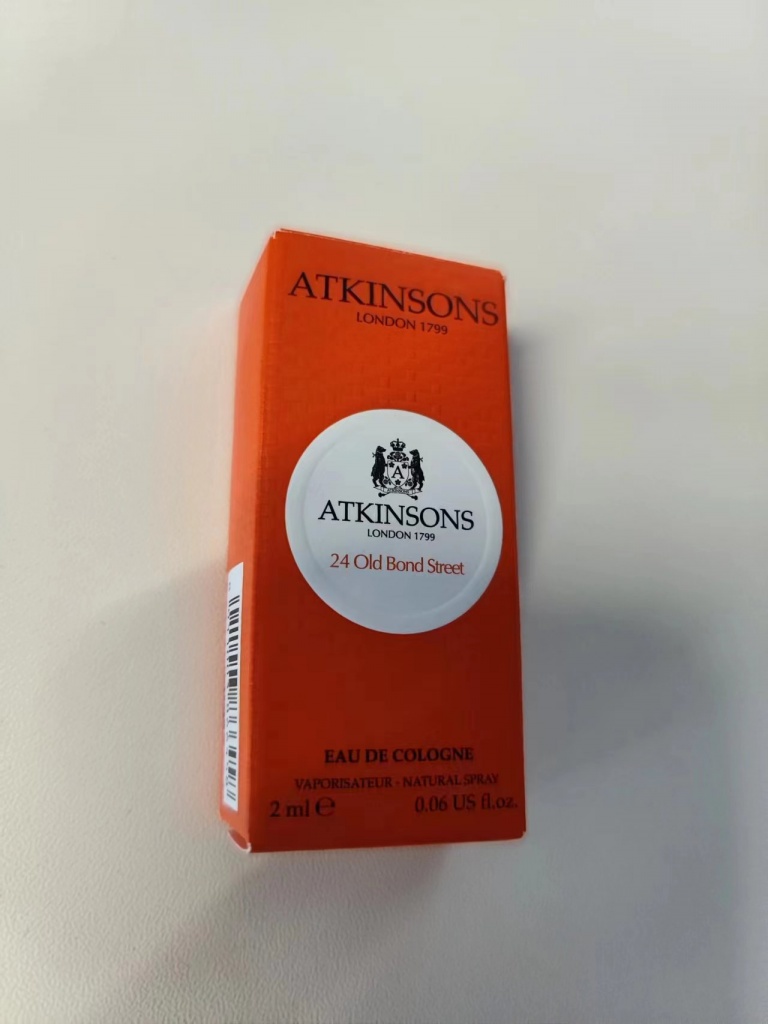 ATKINSONS
LONDON 1799
A
ATKINSONS
LONDON 1799
24 Old Bond Street
EAU DE COLOGNE
VAPORISATEUR - NATURAL SPRAY
2 ml ℮
0.06 US fl.oz.